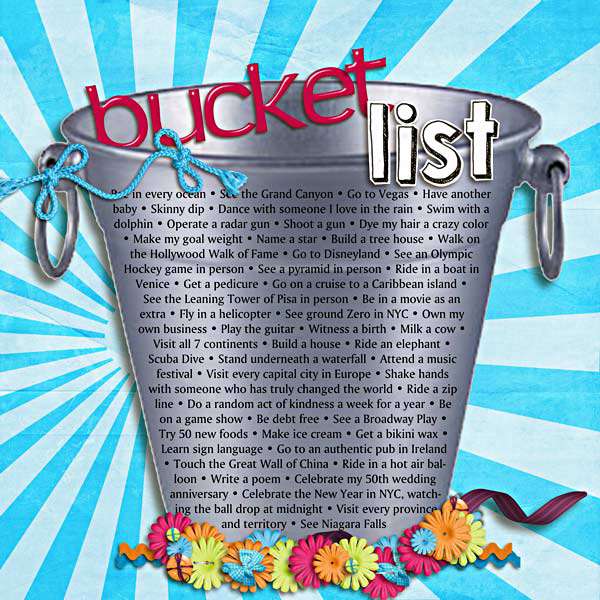 bucket
list
Be in every ocean • See the Grand Canyon • Go to Vegas • Have another
baby • Skinny dip • Dance with someone I love in the rain • Swim with a
dolphin • Operate a radar gun • Shoot a gun • Dye my hair a crazy color
• Make my goal weight • Name a star • Build a tree house • Walk on
the Hollywood Walk of Fame • Go to Disneyland • See an Olympic
Hockey game in person • See a pyramid in person • Ride in a boat in
Venice • Get a pedicure • Go on a cruise to a Caribbean island •
See the Leaning Tower of Pisa in person • Be in a movie as an
extra • Fly in a helicopter • See ground Zero in NYC • Own my
own business • Play the guitar • Witness a birth • Milk a cow •
Visit all 7 continents • Build a house • Ride an elephant •
Scuba Dive • Stand underneath a waterfall • Attend a music
festival • Visit every capital city in Europe • Shake hands
with someone who has truly changed the world • Ride a zip
line • Do a random act of kindness a week for a year • Be
on a game show • Be debt free • See a Broadway Play •
Try 50 new foods • Make ice cream • Get a bikini wax •
Learn sign language • Go to an authentic pub in Ireland
• Touch the Great Wall of China • Ride in a hot air bal-
loon • Write a poem • Celebrate my 50th wedding
anniversary • Celebrate the New Year in NYC, watch-
ing the ball drop at midnight • Visit every province
and territory • See Niagara Falls